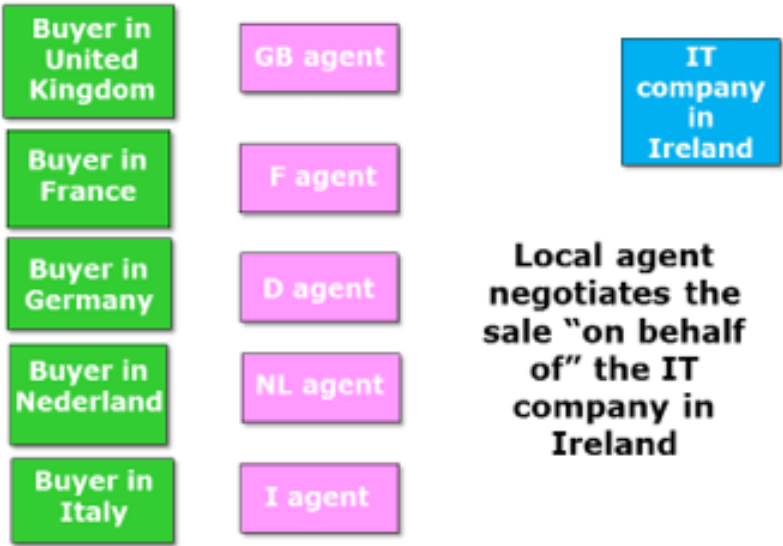 Buyer in
United
Kingdom
GB agent
IT
company
in
Ireland
Buyer in
France
F agent
Buyer in
Germany
D agent
Buyer in
Nederland
NL agent
Buyer in
Italy
I agent
Local agent
negotiates the
sale “on behalf
of” the IT
company in
Ireland